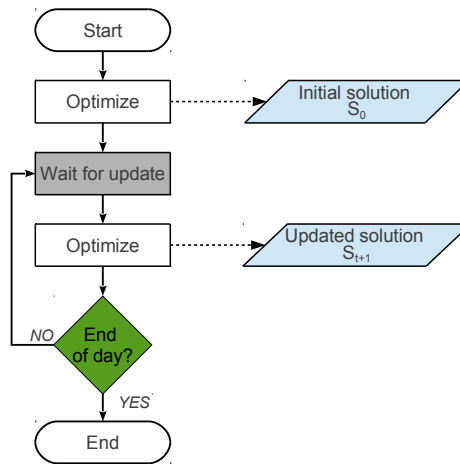 Start
Optimize
Initial solution
S0
Wait for update
Optimize
Updated solution
St+1
End
of day?
NO
YES
End